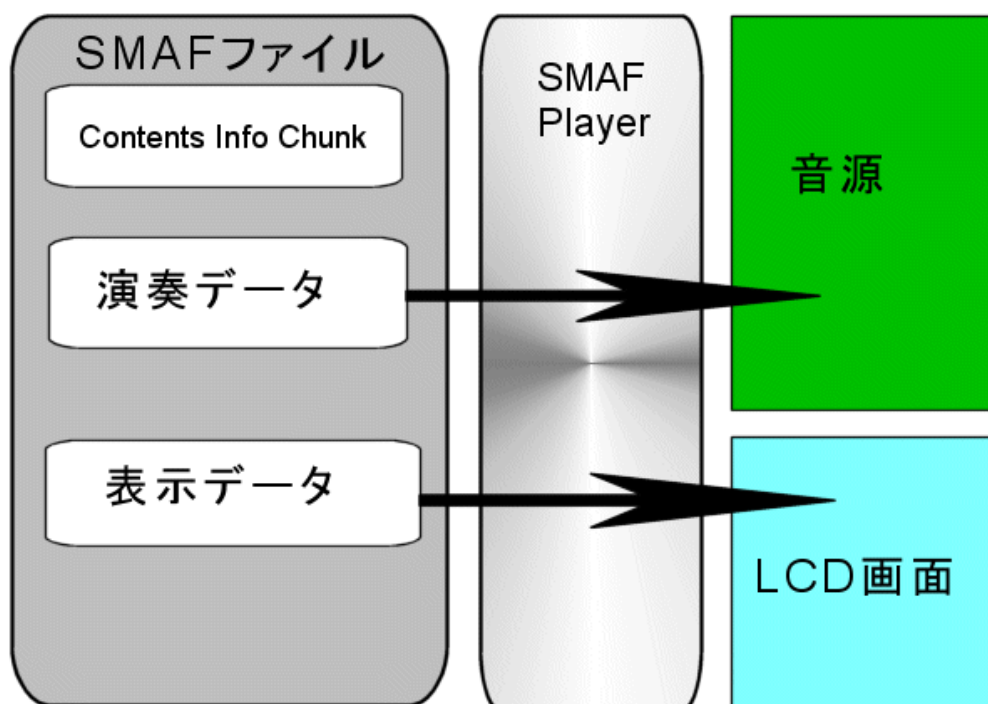 SMAFファイル
Contents Info Chunk
演奏データ
表示データ
SMAF
Player
音源
LCD画面